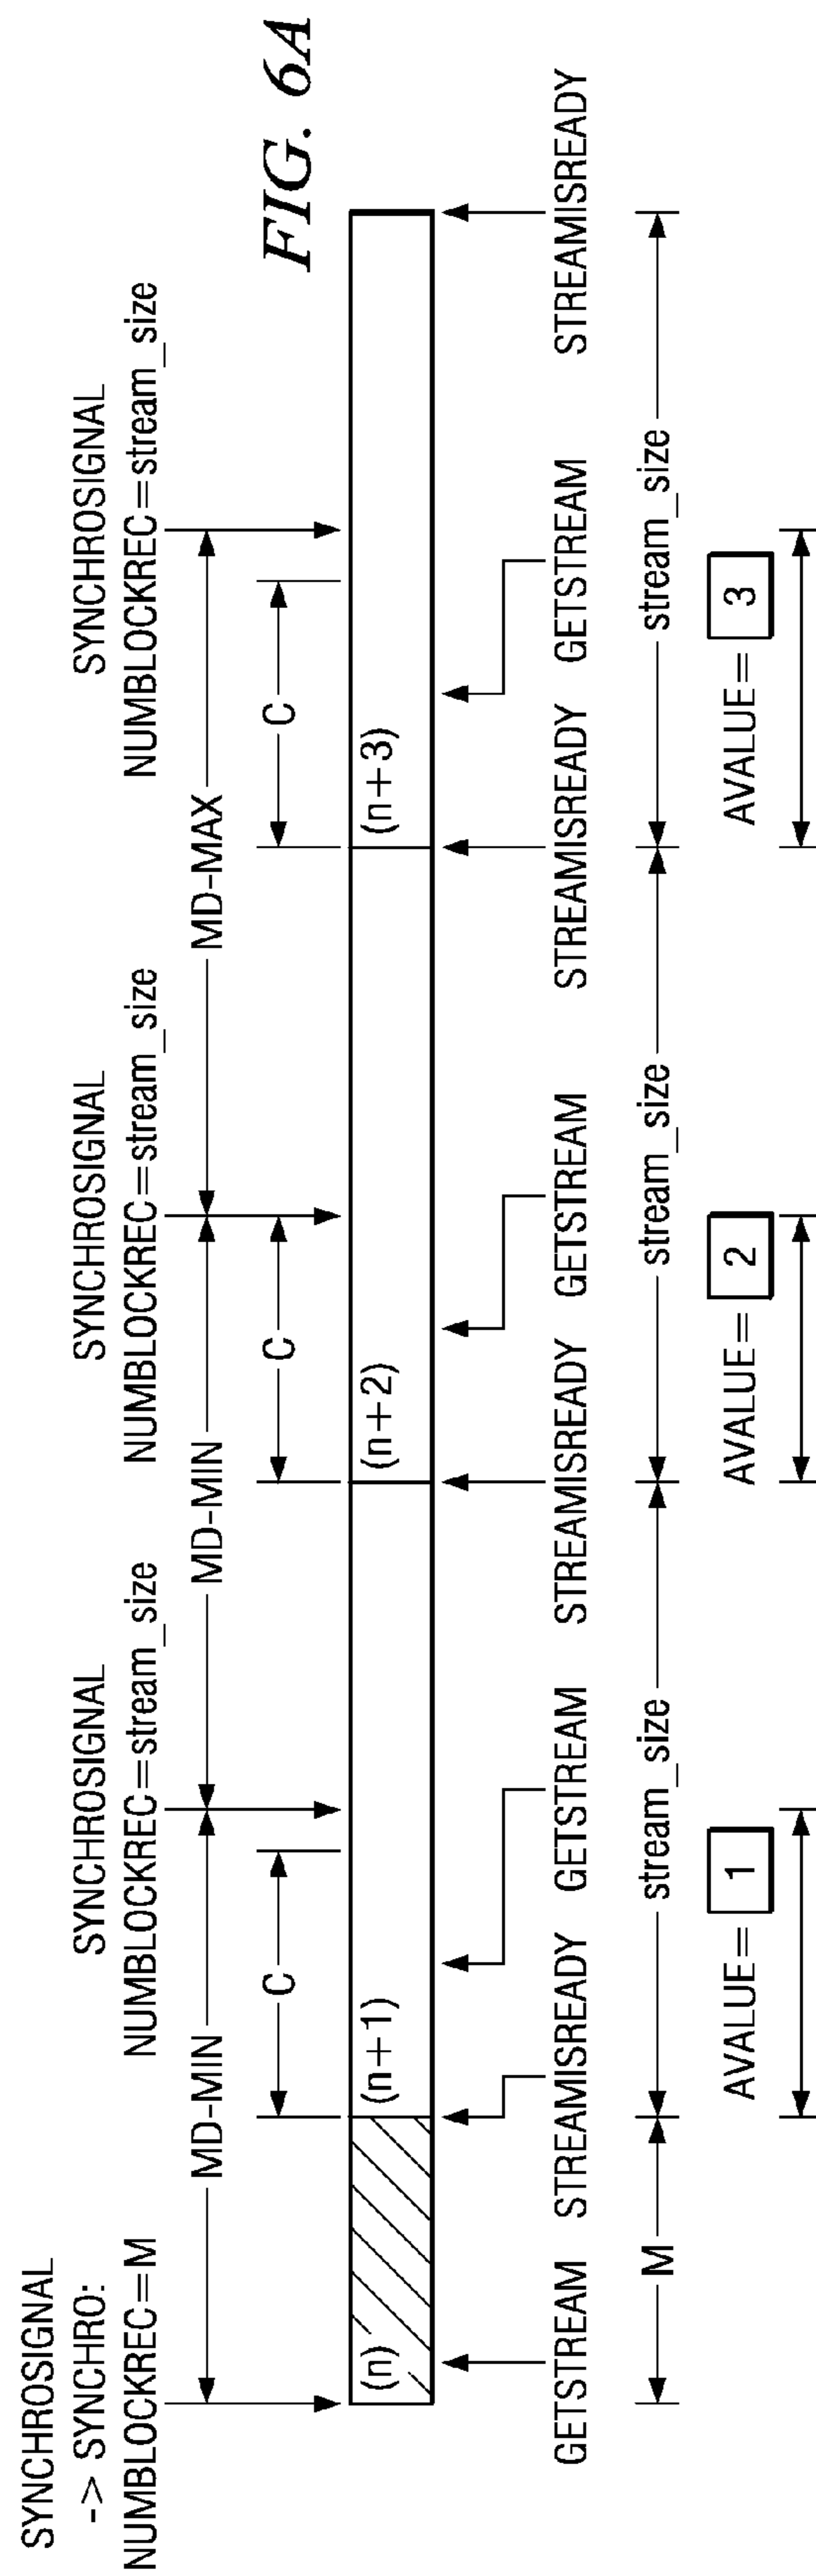 FIG. 6A
SYNCHROSIGNAL
-> SYNCHRO:
NUMBLOCKREC=M
SYNCHROSIGNAL
NUMBLOCKREC=stream_size
SYNCHROSIGNAL
NUMBLOCKREC=stream_size
SYNCHROSIGNAL
NUMBLOCKREC=stream_size
MD-MIN
MD-MIN
MD-MAX
C
C
C
(n)
(n+1)
(n+2)
(n+3)
GETSTREAM
STREAMISREADY
GETSTREAM
STREAMISREADY
GETSTREAM
STREAMISREADY
GETSTREAM
STREAMISREADY
M
stream_size
stream_size
stream_size
AVALUE= 1
AVALUE= 2
AVALUE= 3